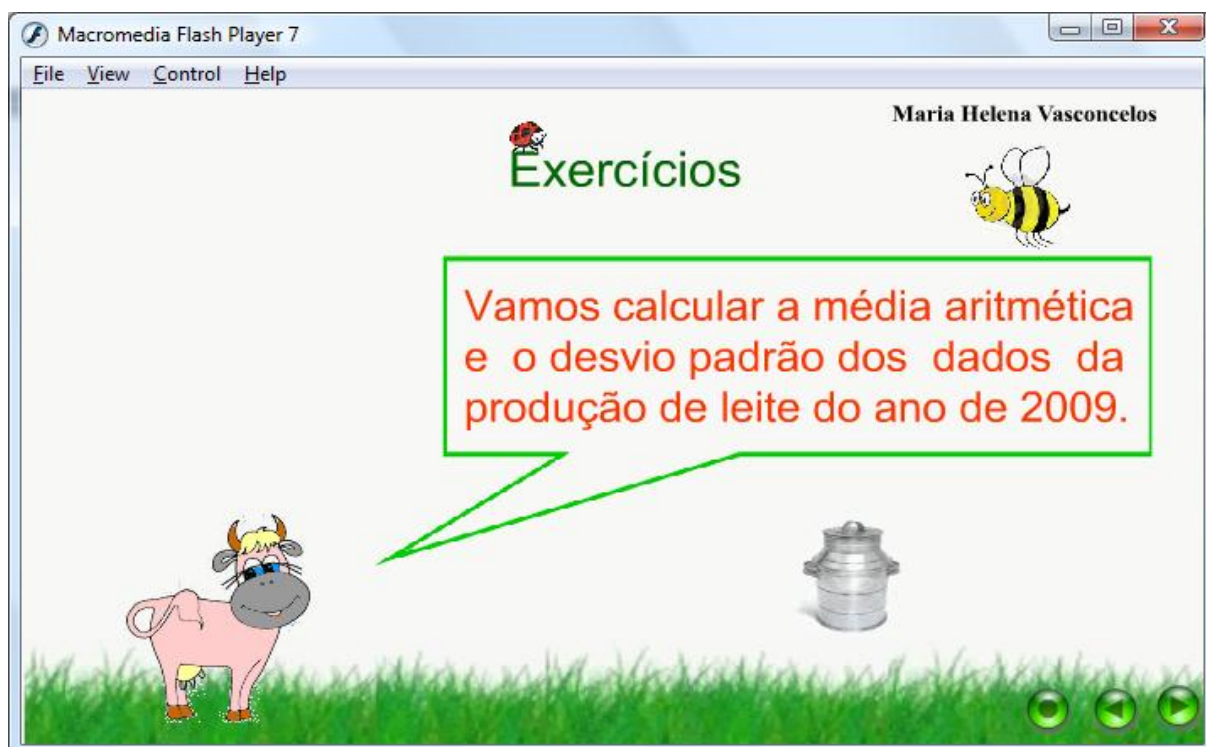 Macromedia Flash Player 7
File View Control Help
Maria Helena Vasconcelos
Exercícios
Vamos calcular a média aritmética
e o desvio padrão dos dados da
produção de leite do ano de 2009.